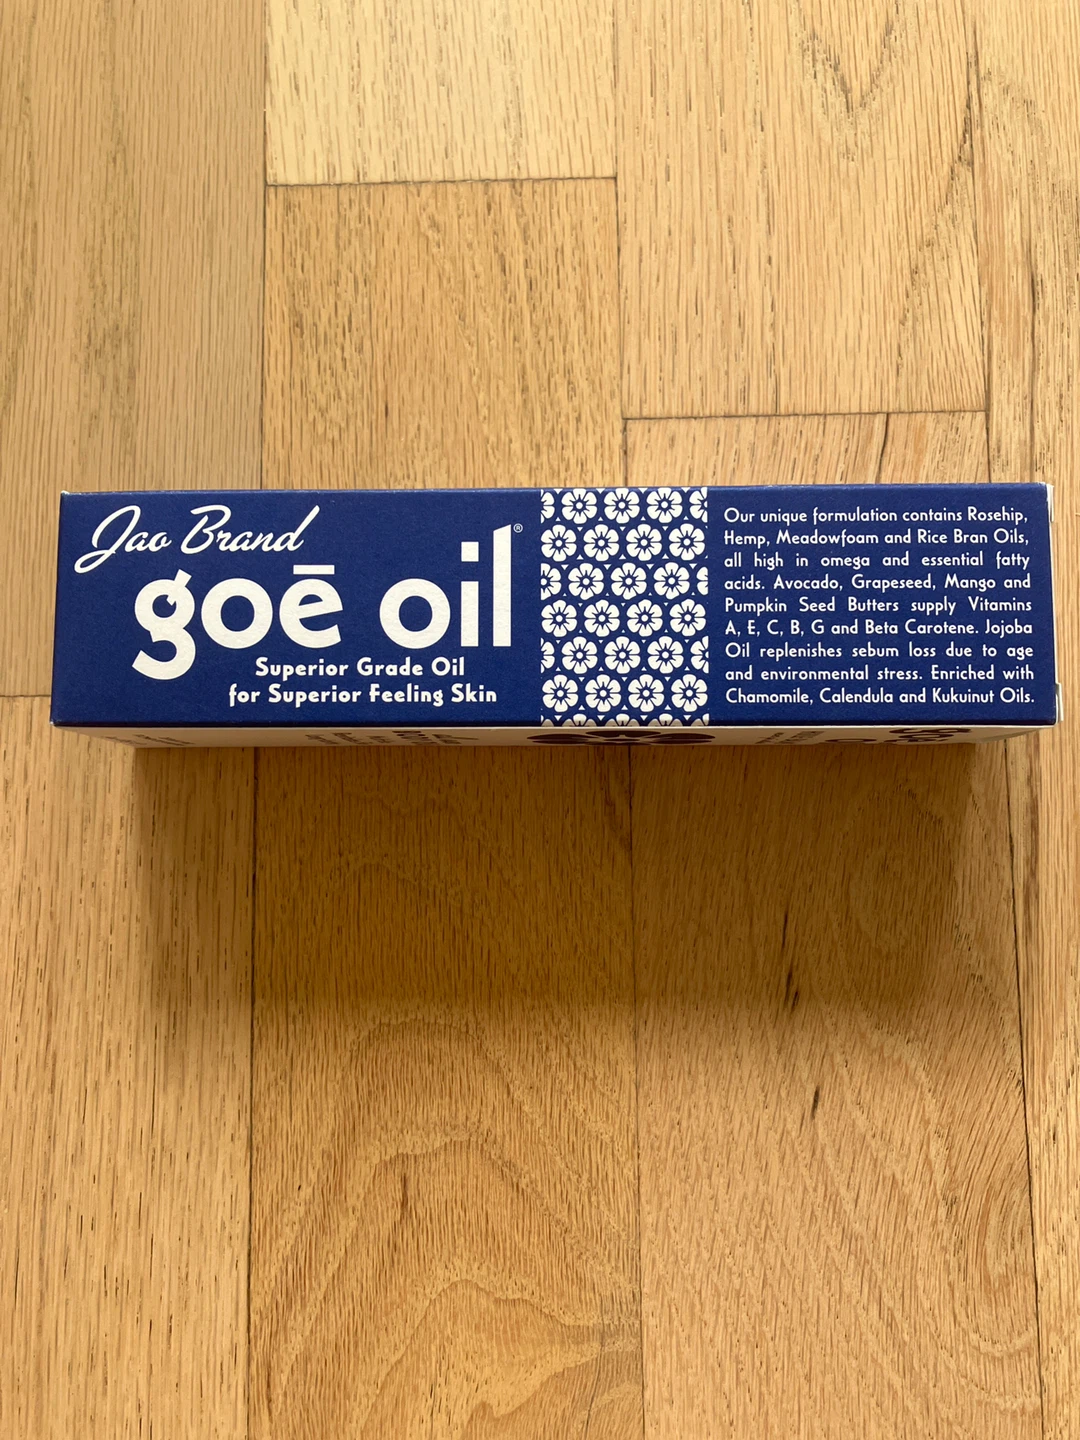 Jao Brand
goē oil®
Superior Grade Oil
for Superior Feeling Skin
Our unique formulation contains Rosehip,
Hemp, Meadowfoam and Rice Bran Oils,
all high in omega and essential fatty
acids. Avocado, Grapeseed, Mango and
Pumpkin Seed Butters supply Vitamins
A, E, C, B, G and Beta Carotene. Jojoba
Oil replenishes sebum loss due to age
and environmental stress. Enriched with
Chamomile, Calendula and Kukuinut Oils.